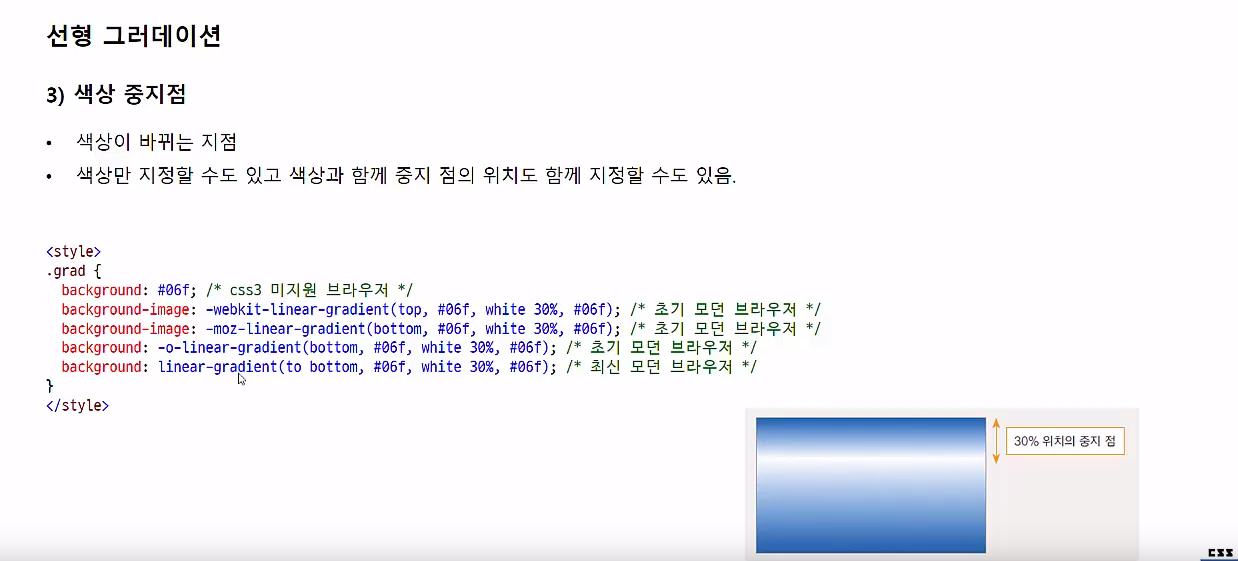 선형 그러데이션
3) 색상 중지점
• 색상이 바뀌는 지점
• 색상만 지정할 수도 있고 색상과 함께 중지 점의 위치도 함께 지정할 수도 있음.
<style>
.grad {
background: #06f; /* css3 미지원 브라우저 */
background-image: -webkit-linear-gradient(top, #06f, white 30%, #06f); /* 초기 모던 브라우저 */
background-image: -moz-linear-gradient(bottom, #06f, white 30%, #06f); /* 초기 모던 브라우저 */
background: -o-linear-gradient(bottom, #06f, white 30%, #06f); /* 초기 모던 브라우저 */
background: linear-gradient(to bottom, #06f, white 30%, #06f); /* 최신 모던 브라우저 */
}
</style>
30% 위치의 중지 점
CSS